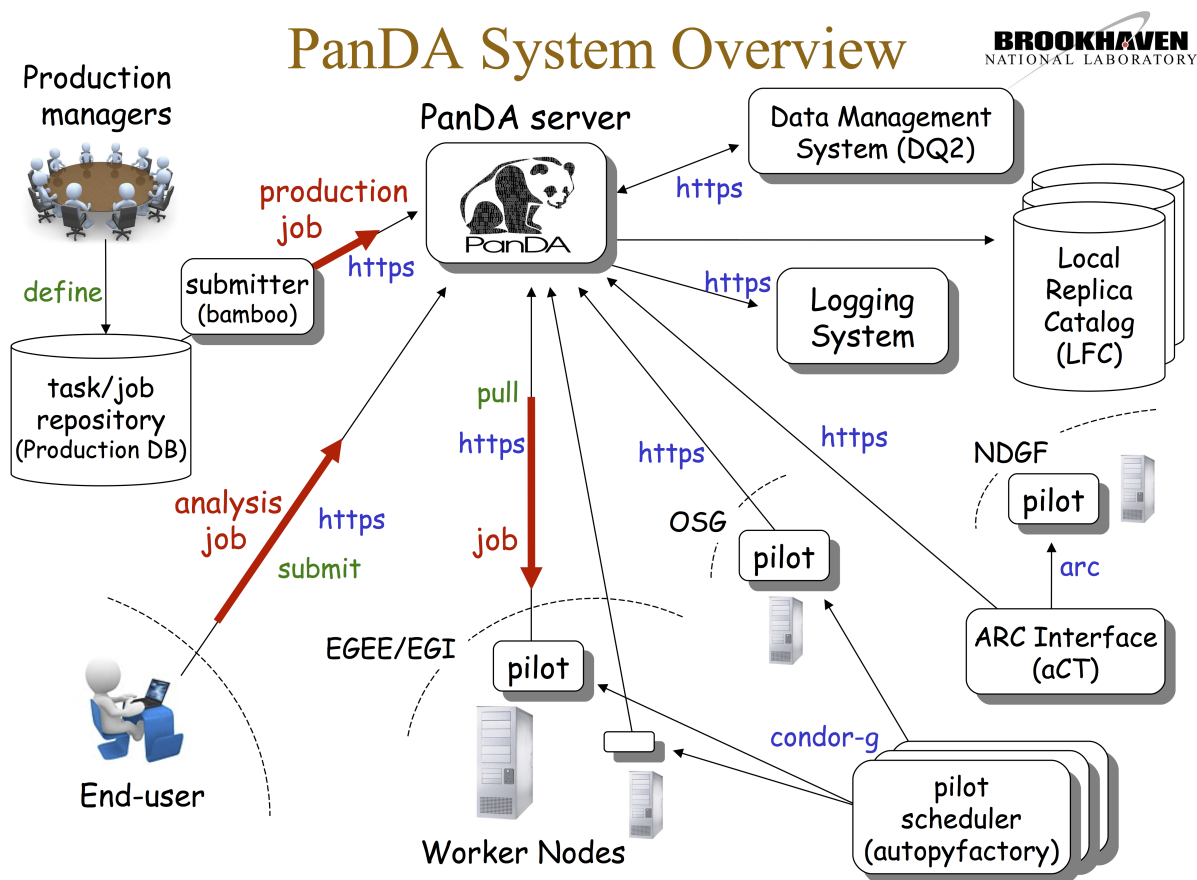 PanDA System Overview
BROOKHAVEN
NATIONAL LABORATORY
Production
managers
PanDA server
Data Management
System (DQ2)
https
production
job
https
PanDA
submitter
(bamboo)
define
https
Logging
System
Local
Replica
Catalog
(LFC)
task/job
repository
(Production DB)
pull
https
https
https
NDGF
pilot
analysis
job
https
submit
job
OSG
pilot
arc
EGEE/EGI
pilot
ARC Interface
(aCT)
condor-g
End-user
Worker Nodes
pilot
scheduler
(autopyfactory)